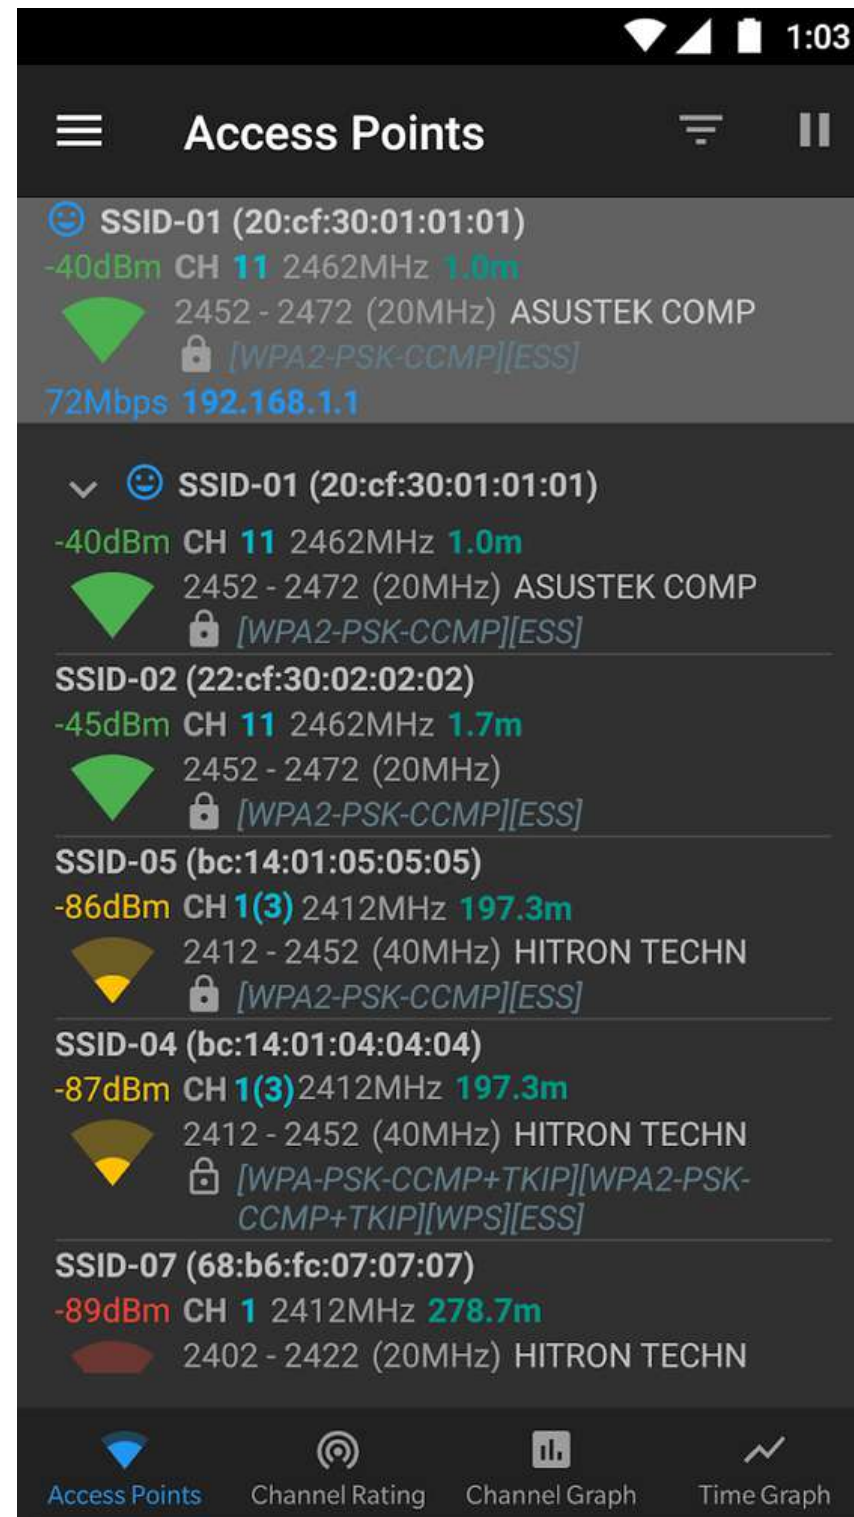 1:03
Access Points
SSID-01 (20:cf:30:01:01:01)
-40dBm CH 11 2462MHz 1.0m
2452 - 2472 (20MHz) ASUSTEK COMP
[WPA2-PSK-CCMP][ESS]
72Mbps 192.168.1.1
SSID-01 (20:cf:30:01:01:01)
-40dBm CH 11 2462MHz 1.0m
2452 - 2472 (20MHz) ASUSTEK COMP
[WPA2-PSK-CCMP][ESS]
SSID-02 (22:cf:30:02:02:02)
-45dBm CH 11 2462MHz 1.7m
2452 - 2472 (20MHz)
[WPA2-PSK-CCMP][ESS]
SSID-05 (bc:14:01:05:05:05)
-86dBm CH 1(3) 2412MHz 197.3m
2412 - 2452 (40MHz) HITRON TECHN
[WPA2-PSK-CCMP][ESS]
SSID-04 (bc:14:01:04:04:04)
-87dBm CH 1(3) 2412MHz 197.3m
2412 - 2452 (40MHz) HITRON TECHN
[WPA-PSK-CCMP+TKIP][WPA2-PSK-
CCMP+TKIP][WPS][ESS]
SSID-07 (68:b6:fc:07:07:07)
-89dBm CH 1 2412MHz 278.7m
2402 - 2422 (20MHz) HITRON TECHN
Access Points Channel Rating Channel Graph Time Graph